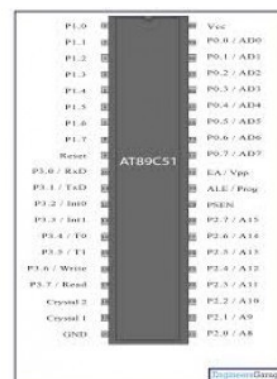 P1.0
P1.1
P1.2
P1.3
P1.4
P1.5
P1.6
P1.7
Reset
P3.0 / RxD
P3.1 / TxD
P3.2 / Int0
P3.3 / Int1
P3.4 / T0
P3.5 / T1
P3.6 / Write
P3.7 / Read
Crystal 2
Crystal 1
GND
AT89C51
Vcc
P0.0 / AD0
P0.1 / AD1
P0.2 / AD2
P0.3 / AD3
P0.4 / AD4
P0.5 / AD5
P0.6 / AD6
P0.7 / AD7
EA / Vpp
ALE / Prog
PSEN
P2.7 / A15
P2.6 / A14
P2.5 / A13
P2.4 / A12
P2.3 / A11
P2.2 / A10
P2.1 / A9
P2.0 / A8
EngineersGarage